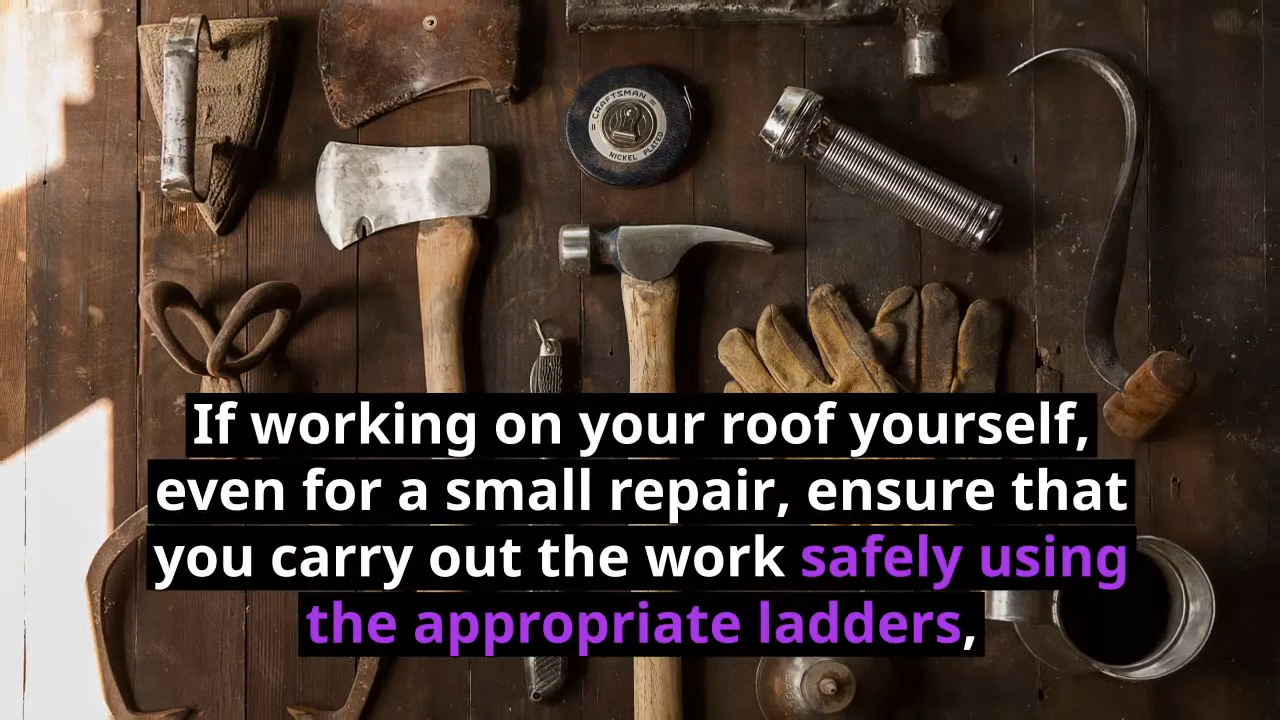 = CRAFTSMAN =
NICKEL PLATED
If working on your roof yourself,
even for a small repair, ensure that
you carry out the work safely using
the appropriate ladders,